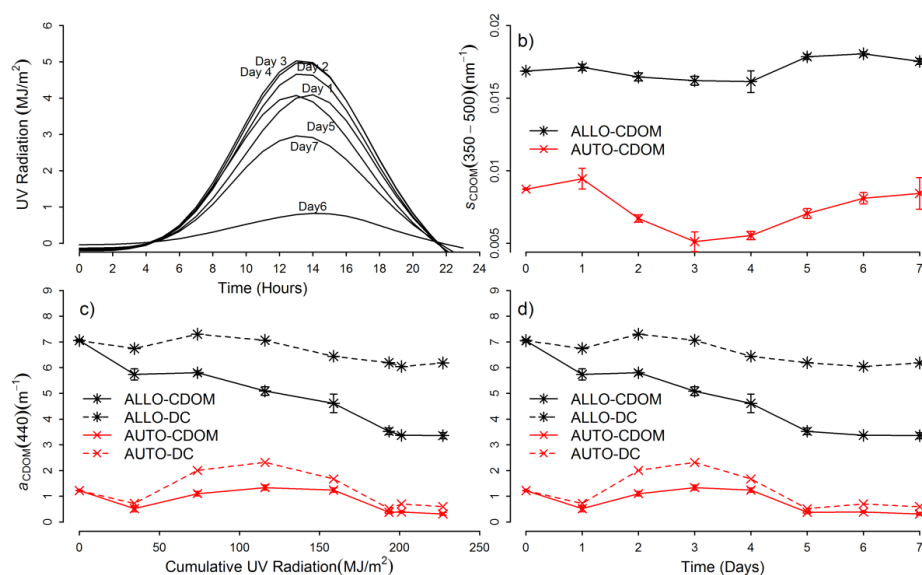 UV Radiation (MJ/m²)
6
5
4
3
2
1
0
Day 3
Day 4
Day 2
Day 1
Day5
Day7
Day6
0 2 4 6 8 10 12 14 16 18 20 22 24
Time (Hours)
b)
s_CDOM(350 − 500)(nm⁻¹)
0.02
0.015
0.01
0.005
ALLO-CDOM
AUTO-CDOM
0 1 2 3 4 5 6 7
c)
a_CDOM(440)(m⁻¹)
9
8
7
6
5
4
3
2
1
0
ALLO-CDOM
ALLO-DC
AUTO-CDOM
AUTO-DC
0 50 100 150 200 250
Cumulative UV Radiation(MJ/m²)
d)
9
8
7
6
5
4
3
2
1
0
ALLO-CDOM
ALLO-DC
AUTO-CDOM
AUTO-DC
0 1 2 3 4 5 6 7
Time (Days)